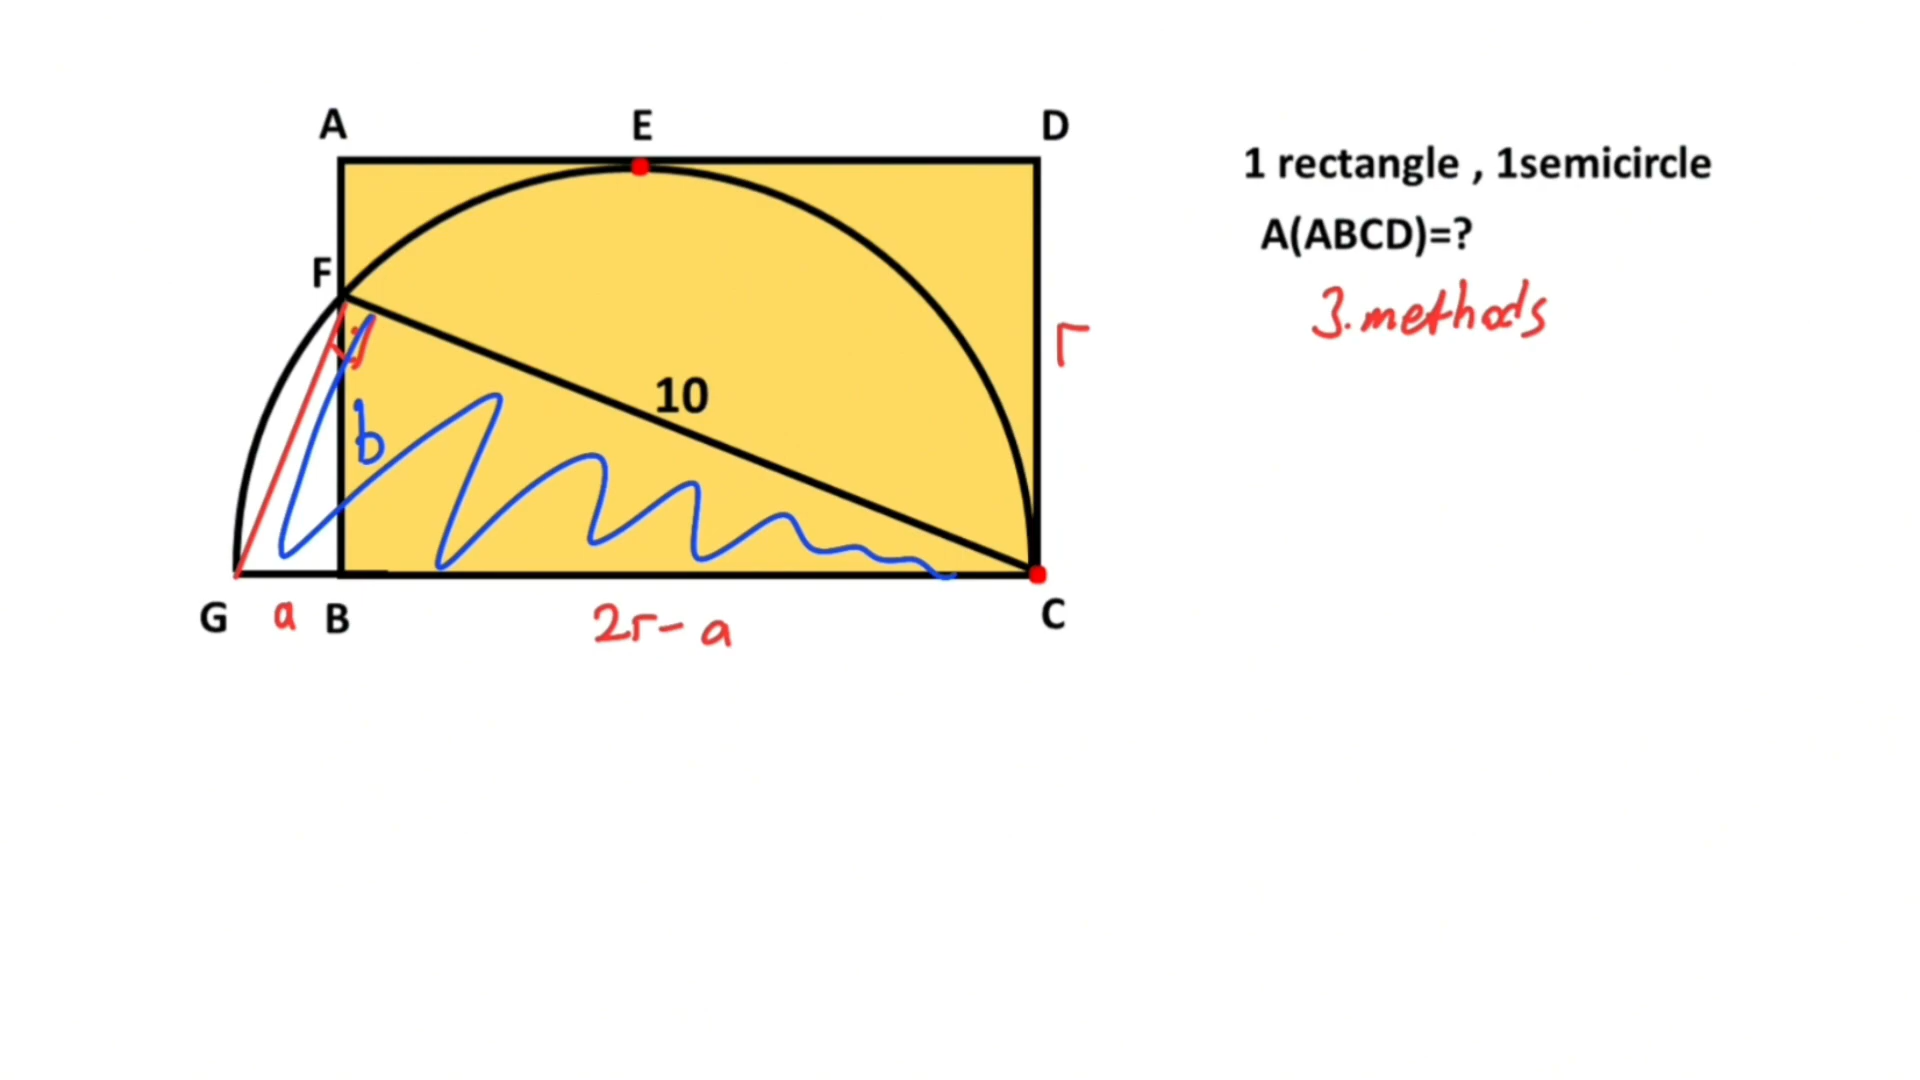 A E D
1 rectangle , 1semicircle
A(ABCD)=?
F
3.methods
r
10
b
G a B 2r-a C